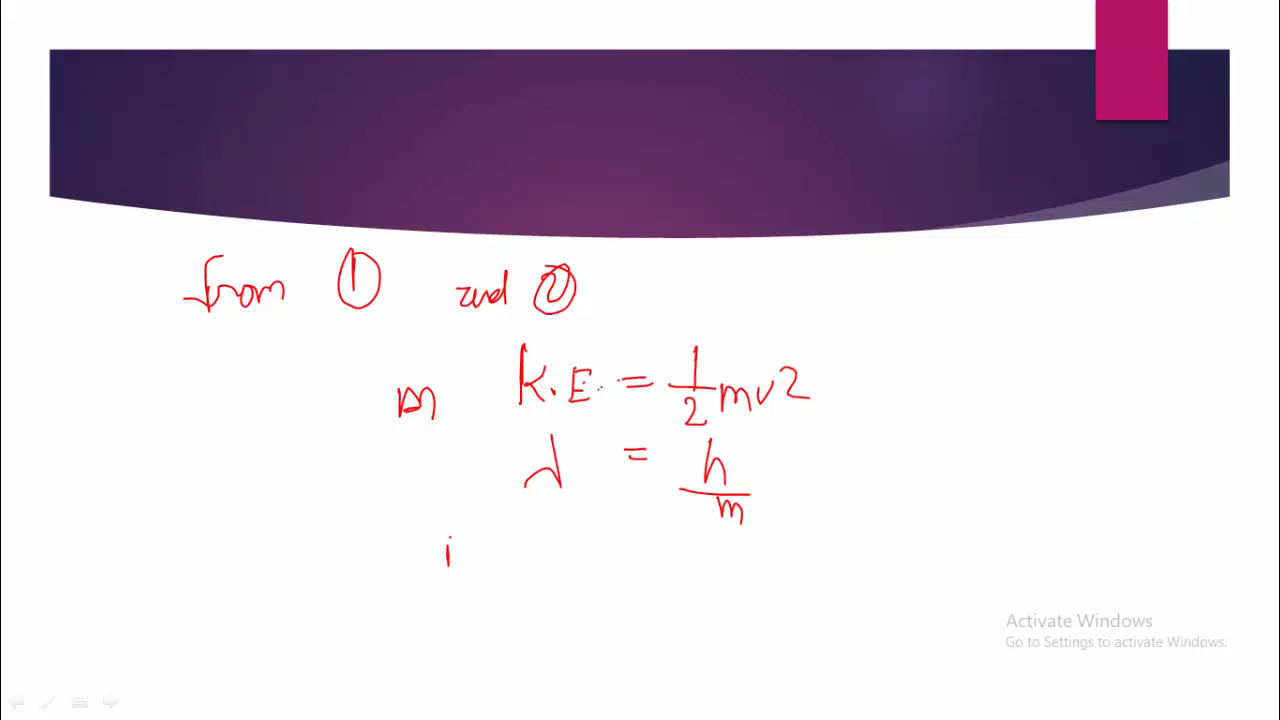 from ① and ②
m K.E = 1/2 mv2
λ = h/m
i
Activate Windows
Go to Settings to activate Windows.